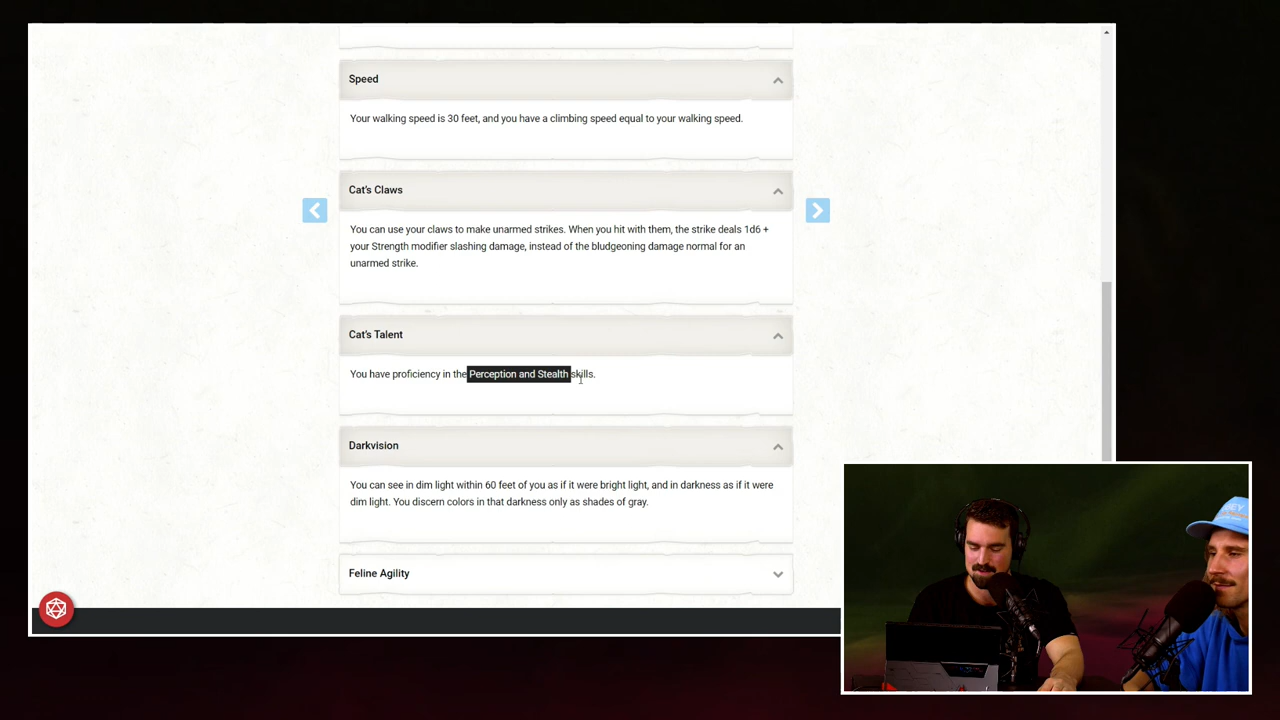 Speed
Your walking speed is 30 feet, and you have a climbing speed equal to your walking speed.
Cat's Claws
You can use your claws to make unarmed strikes. When you hit with them, the strike deals 1d6 +
your Strength modifier slashing damage, instead of the bludgeoning damage normal for an
unarmed strike.
Cat's Talent
You have proficiency in the Perception and Stealth skills.
Darkvision
You can see in dim light within 60 feet of you as if it were bright light, and in darkness as if it were
dim light. You discern colors in that darkness only as shades of gray.
Feline Agility